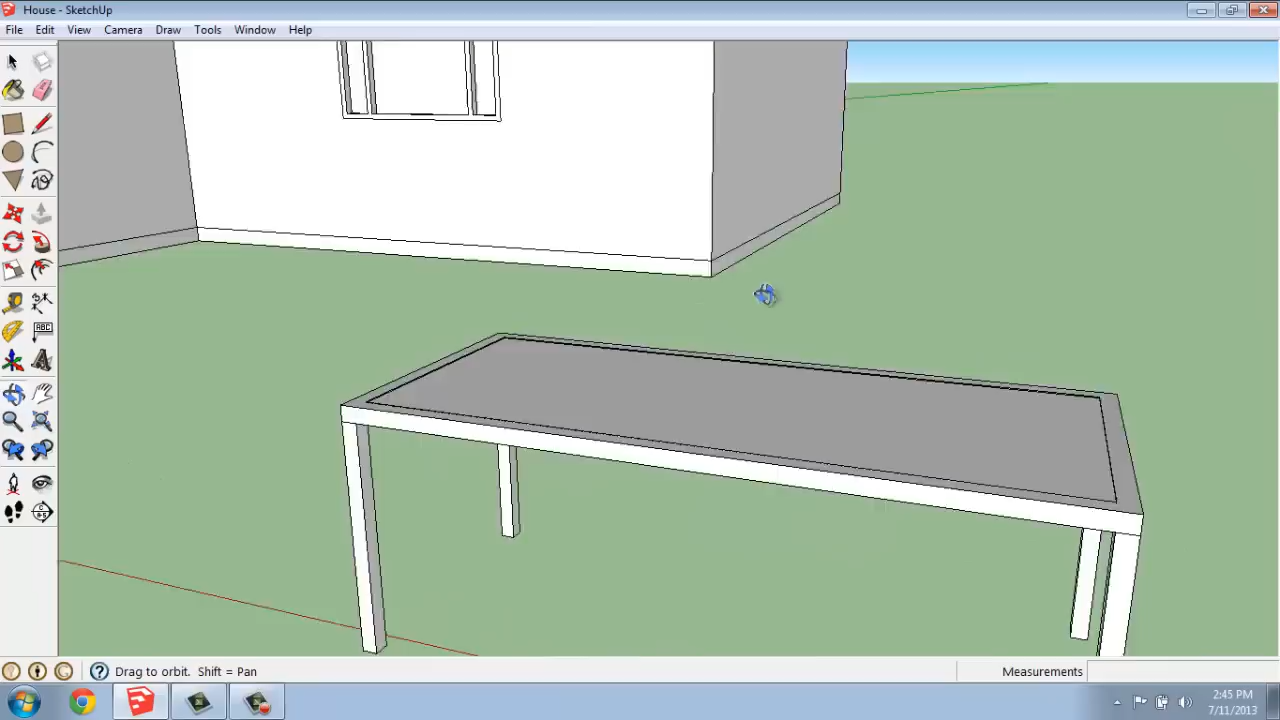 House - SketchUp
File Edit View Camera Draw Tools Window Help
ABC
Drag to orbit. Shift = Pan
Measurements
2:45 PM
7/11/2013